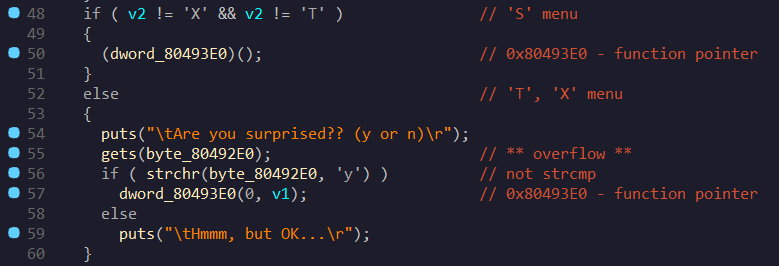 48 if ( v2 != 'X' && v2 != 'T' ) // 'S' menu
49 {
50 (dword_80493E0)(); // 0x80493E0 - function pointer
51 }
52 else // 'T', 'X' menu
53 {
54 puts("\tAre you surprised?? (y or n)\r");
55 gets(byte_80492E0); // ** overflow **
56 if ( strchr(byte_80492E0, 'y') ) // not strcmp
57 dword_80493E0(0, v1); // 0x80493E0 - function pointer
58 else
59 puts("\tHmmm, but OK...\r");
60 }